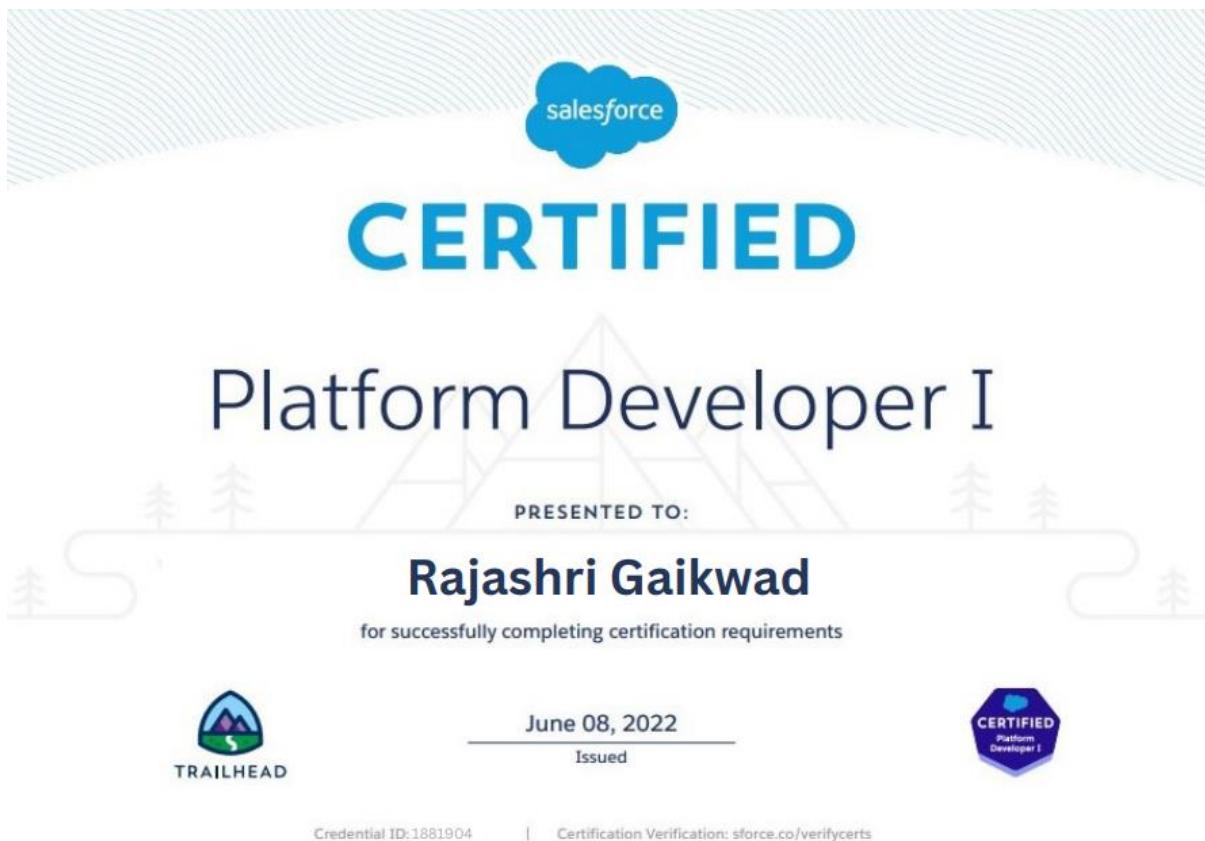 salesforce
CERTIFIED
Platform Developer I
PRESENTED TO:
Rajashri Gaikwad
for successfully completing certification requirements
June 08, 2022
Issued
TRAILHEAD
CERTIFIED
Platform
Developer I
Credential ID: 1881904 | Certification Verification: sforce.co/verifycerts